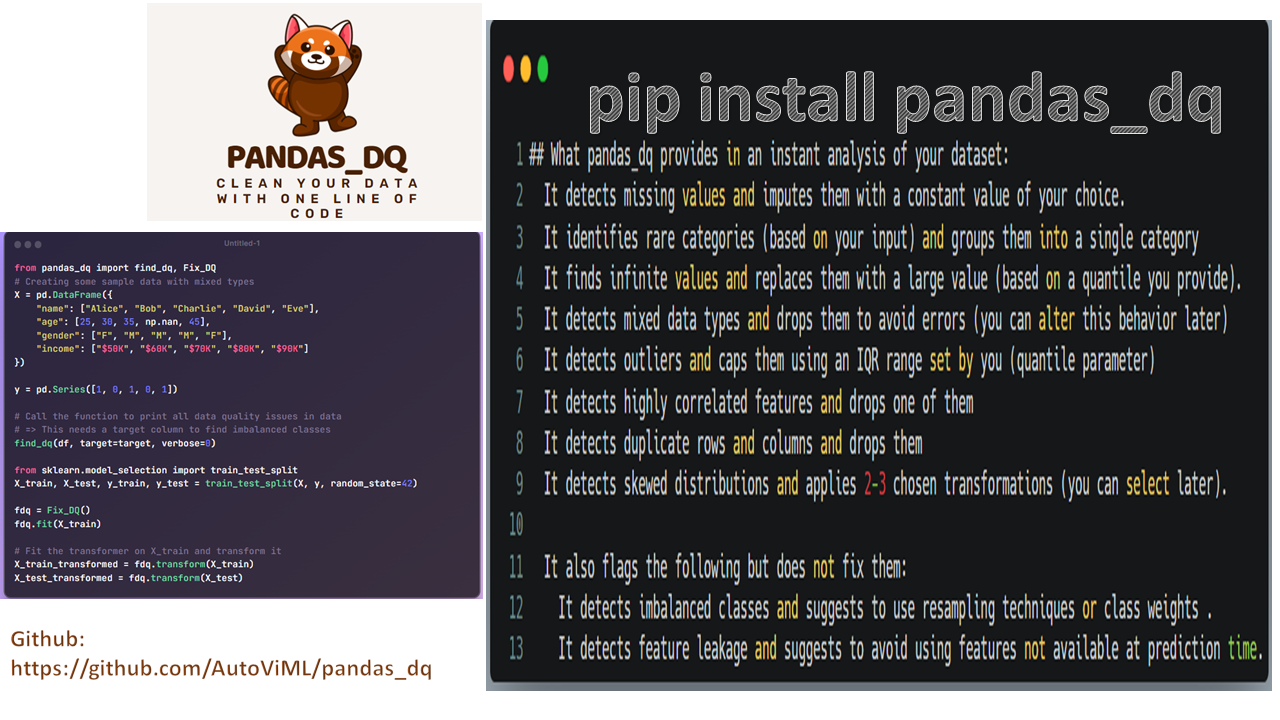 PANDAS_DQ
CLEAN YOUR DATA
WITH ONE LINE OF
CODE
Untitled-1
from pandas_dq import find_dq, Fix_DQ
# Creating some sample data with mixed types
X = pd.DataFrame({
    "name": ["Alice", "Bob", "Charlie", "David", "Eve"],
    "age": [25, 30, 35, np.nan, 45],
    "gender": ["F", "M", "M", "M", "F"],
    "income": ["$50K", "$60K", "$70K", "$80K", "$90K"]
})
y = pd.Series([1, 0, 1, 0, 1])
# Call the function to print all data quality issues in data
# => This needs a target column to find imbalanced classes
find_dq(df, target=target, verbose=0)
from sklearn.model_selection import train_test_split
X_train, X_test, y_train, y_test = train_test_split(X, y, random_state=42)
fdq = Fix_DQ()
fdq.fit(X_train)
# Fit the transformer on X_train and transform it
X_train_transformed = fdq.transform(X_train)
X_test_transformed = fdq.transform(X_test)
Github:
https://github.com/AutoViML/pandas_dq
pip install pandas_dq
1 ## What pandas_dq provides in an instant analysis of your dataset:
2 It detects missing values and imputes them with a constant value of your choice.
3 It identifies rare categories (based on your input) and groups them into a single category
4 It finds infinite values and replaces them with a large value (based on a quantile you provide).
5 It detects mixed data types and drops them to avoid errors (you can alter this behavior later)
6 It detects outliers and caps them using an IQR range set by you (quantile parameter)
7 It detects highly correlated features and drops one of them
8 It detects duplicate rows and columns and drops them
9 It detects skewed distributions and applies 2-3 chosen transformations (you can select later).
10
11 It also flags the following but does not fix them:
12 It detects imbalanced classes and suggests to use resampling techniques or class weights .
13 It detects feature leakage and suggests to avoid using features not available at prediction time.